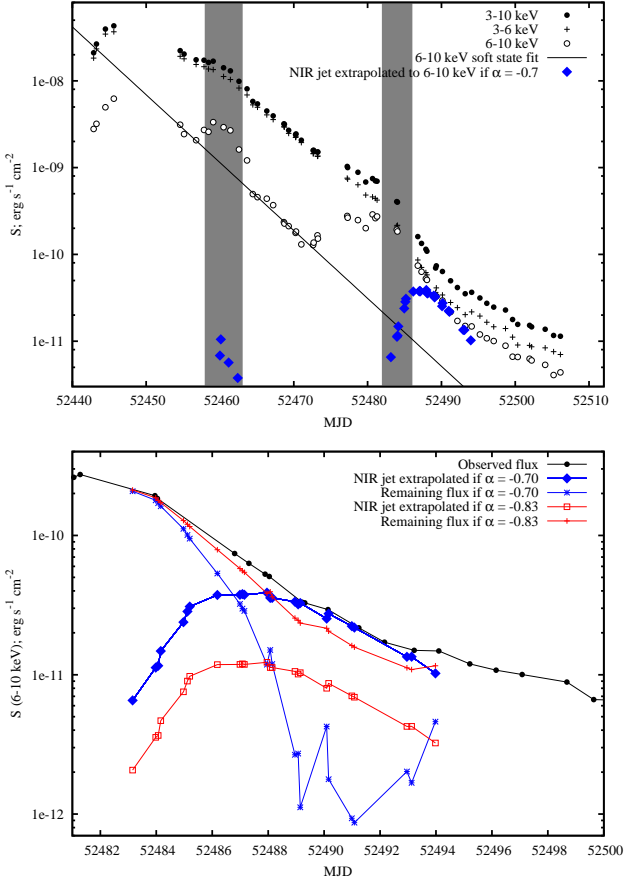 3-10 keV
3-6 keV
6-10 keV
6-10 keV soft state fit
NIR jet extrapolated to 6-10 keV if α = -0.7
1e-08
1e-09
1e-10
1e-11
S; erg s-1 cm-2
52440 52450 52460 52470 52480 52490 52500 52510
MJD
Observed flux
NIR jet extrapolated if α = -0.70
Remaining flux if α = -0.70
NIR jet extrapolated if α = -0.83
Remaining flux if α = -0.83
1e-10
1e-11
1e-12
S (6-10 keV); erg s-1 cm-2
52482 52484 52486 52488 52490 52492 52494 52496 52498 52500
MJD